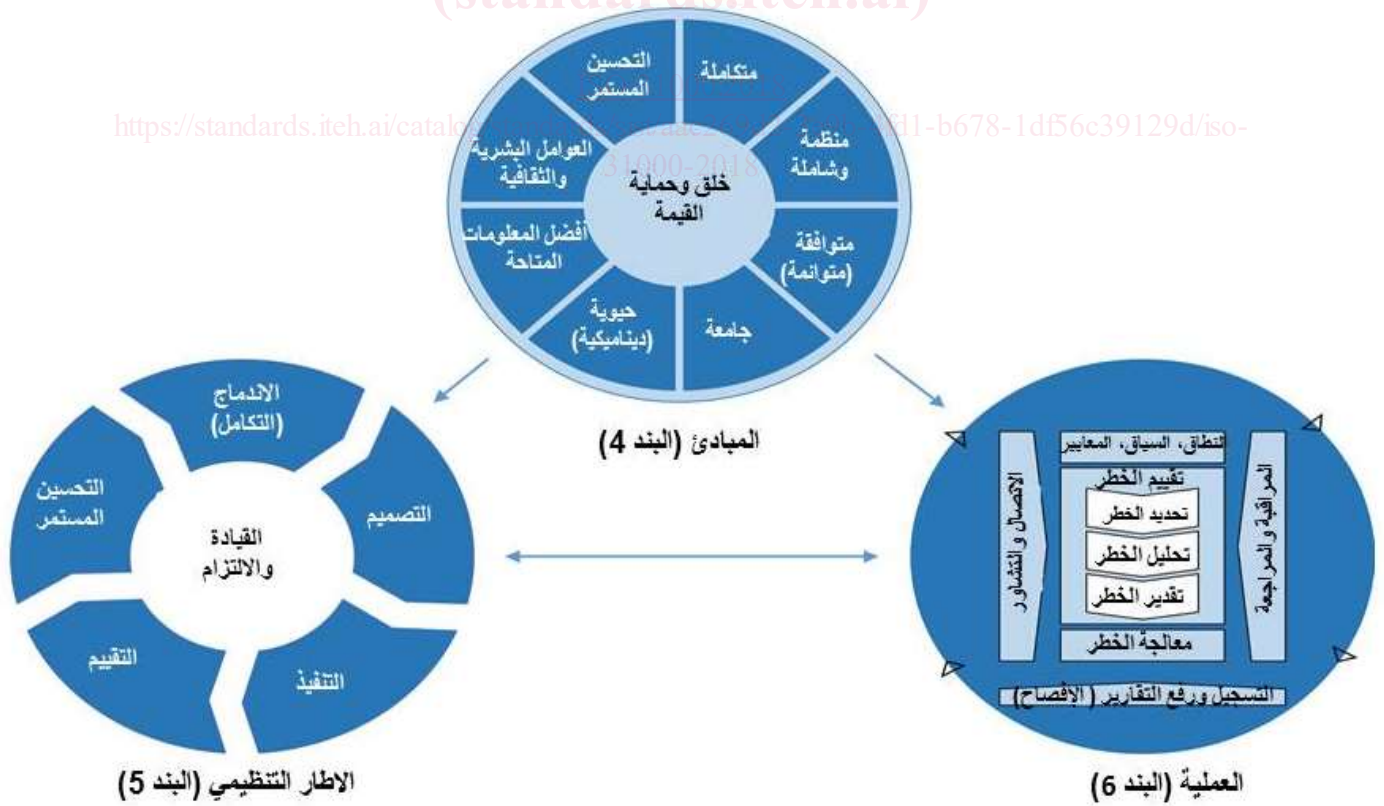 (standards.iteh.ai)
التحسين
المستمر
متكاملة
https://standards.iteh.ai/catalog
fd1-b678-1df56c39129d/iso-
31000-2018
العوامل البشرية
والثقافية
منظمة
وشاملة
خلق وحماية
القيمة
أفضل المعلومات
المتاحة
متوافقة
(متوائمة)
حيوية
(ديناميكية)
جامعة
المبادئ (البند 4)
الاندماج
(التكامل)
التحسين
المستمر
التصميم
القيادة
والالتزام
التقييم
التنفيذ
الاطار التنظيمي (البند 5)
النطاق، السياق، المعايير
تقييم الخطر
تحديد الخطر
تحليل الخطر
تقدير الخطر
معالجة الخطر
الاتصال والتشاور
المراقبة والمراجعة
التسجيل ورفع التقارير ( الإفصاح)
العملية (البند 6)